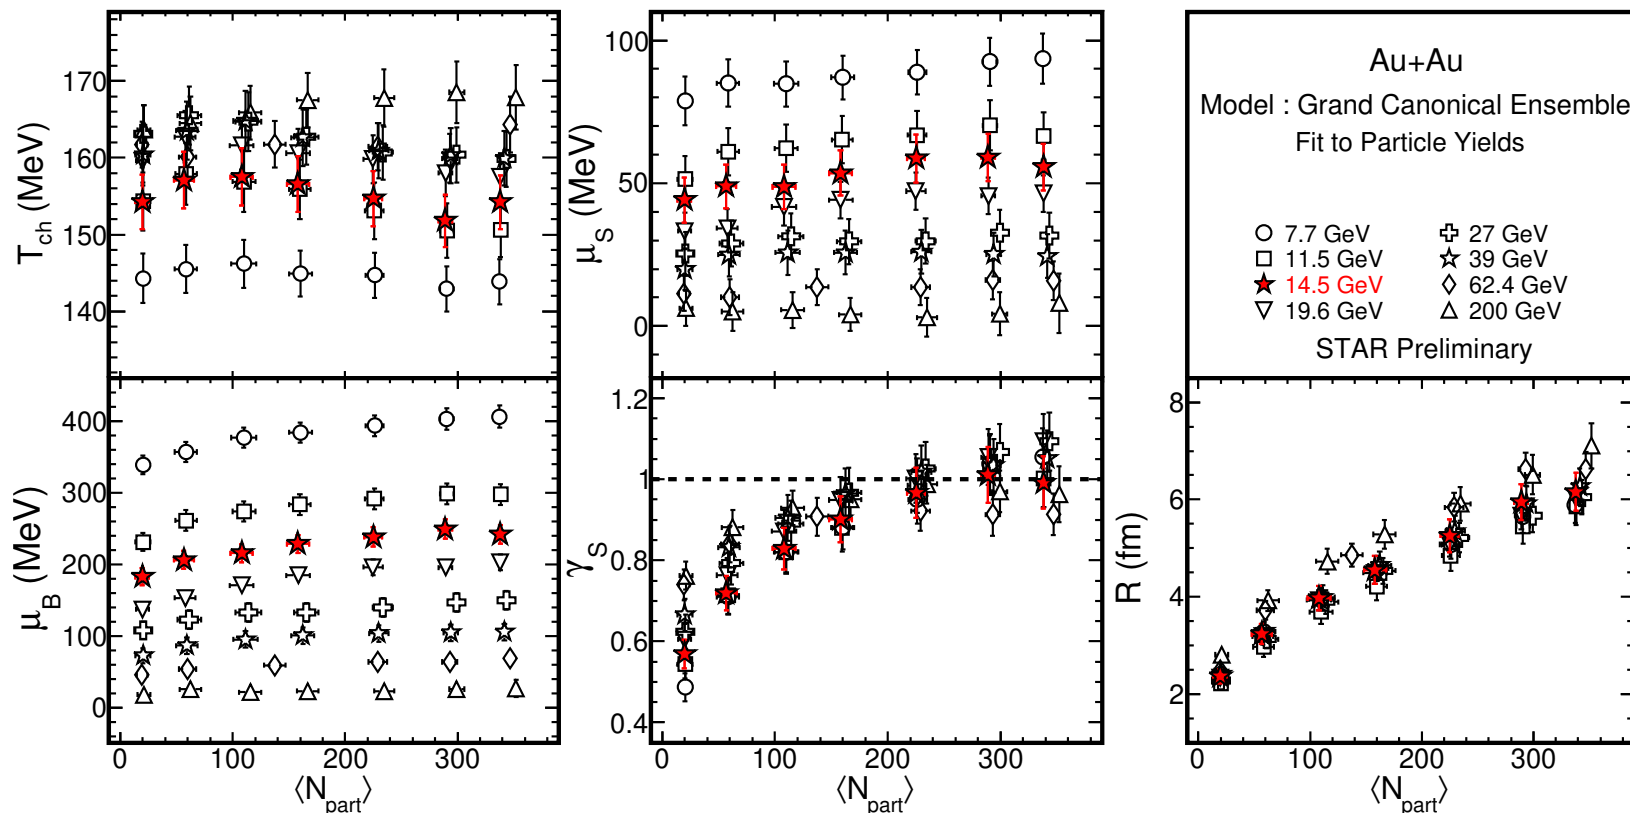 170
160
150
140
T_ch (MeV)
100
50
0
μ_S (MeV)
Au+Au
Model : Grand Canonical Ensemble
Fit to Particle Yields
7.7 GeV
11.5 GeV
14.5 GeV
19.6 GeV
27 GeV
39 GeV
62.4 GeV
200 GeV
STAR Preliminary
400
300
200
100
0
μ_B (MeV)
0 100 200 300
⟨N_part⟩
1.2
1
0.8
0.6
0.4
γ_S
0 100 200 300
⟨N_part⟩
8
6
4
2
R (fm)
0 100 200 300
⟨N_part⟩